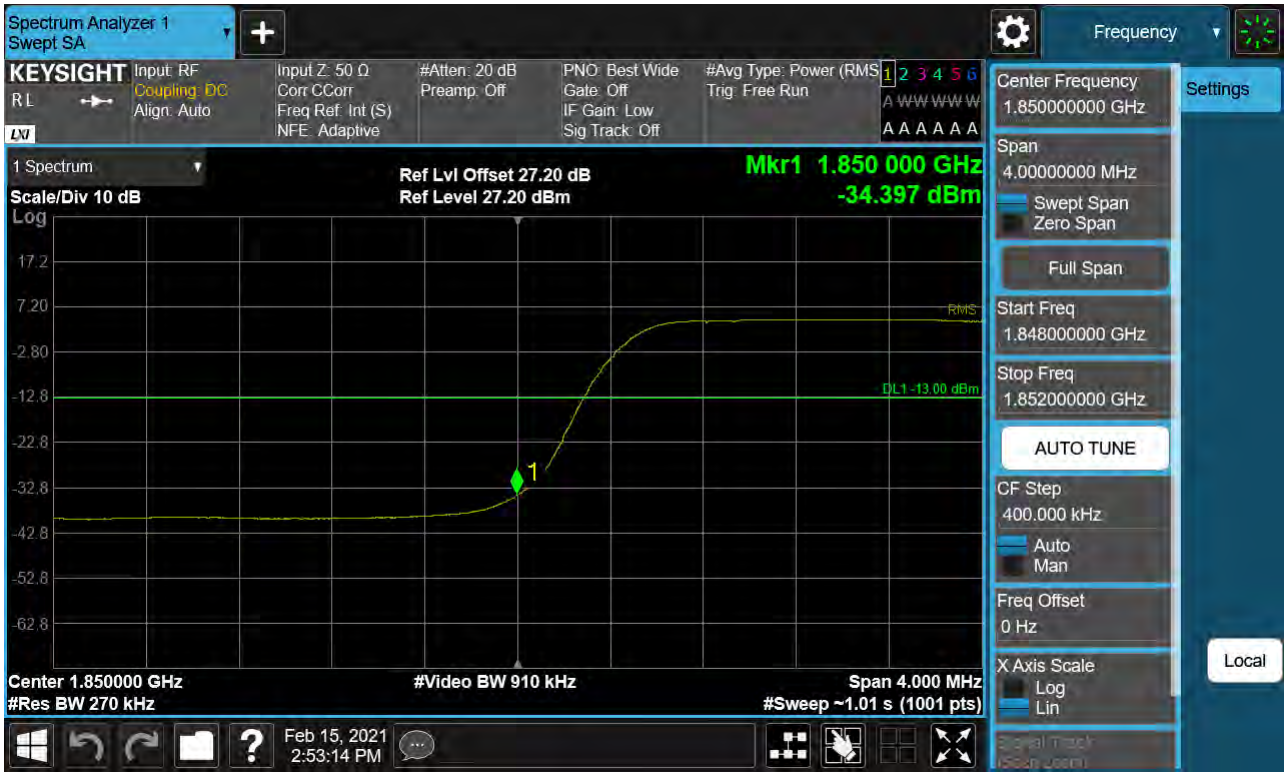 Spectrum Analyzer 1
Swept SA
+
Frequency
KEYSIGHT
RL
LXI
Input: RF
Coupling: DC
Align: Auto
Input Z: 50 Ω
Corr CCorr
Freq Ref: Int (S)
NFE: Adaptive
#Atten: 20 dB
Preamp: Off
PNO: Best Wide
Gate: Off
IF Gain: Low
Sig Track: Off
#Avg Type: Power (RMS
Trig: Free Run
1 2 3 4 5 6
A W W W W W
A A A A A A
1 Spectrum
Scale/Div 10 dB
Log
Ref Lvl Offset 27.20 dB
Ref Level 27.20 dBm
Mkr1 1.850 000 GHz
-34.397 dBm
17.2
7.20
-2.80
-12.8
-22.8
-32.8
-42.8
-52.8
-62.8
RMS
DL1 -13.00 dBm
1
Center 1.850000 GHz
#Res BW 270 kHz
#Video BW 910 kHz
Span 4.000 MHz
#Sweep ~1.01 s (1001 pts)
Center Frequency
1.850000000 GHz
Span
4.00000000 MHz
Swept Span
Zero Span
Full Span
Start Freq
1.848000000 GHz
Stop Freq
1.852000000 GHz
AUTO TUNE
CF Step
400.000 kHz
Auto
Man
Freq Offset
0 Hz
X Axis Scale
Log
Lin
Signal Track
(Span Zoom)
Settings
Local
?
Feb 15, 2021
2:53:14 PM